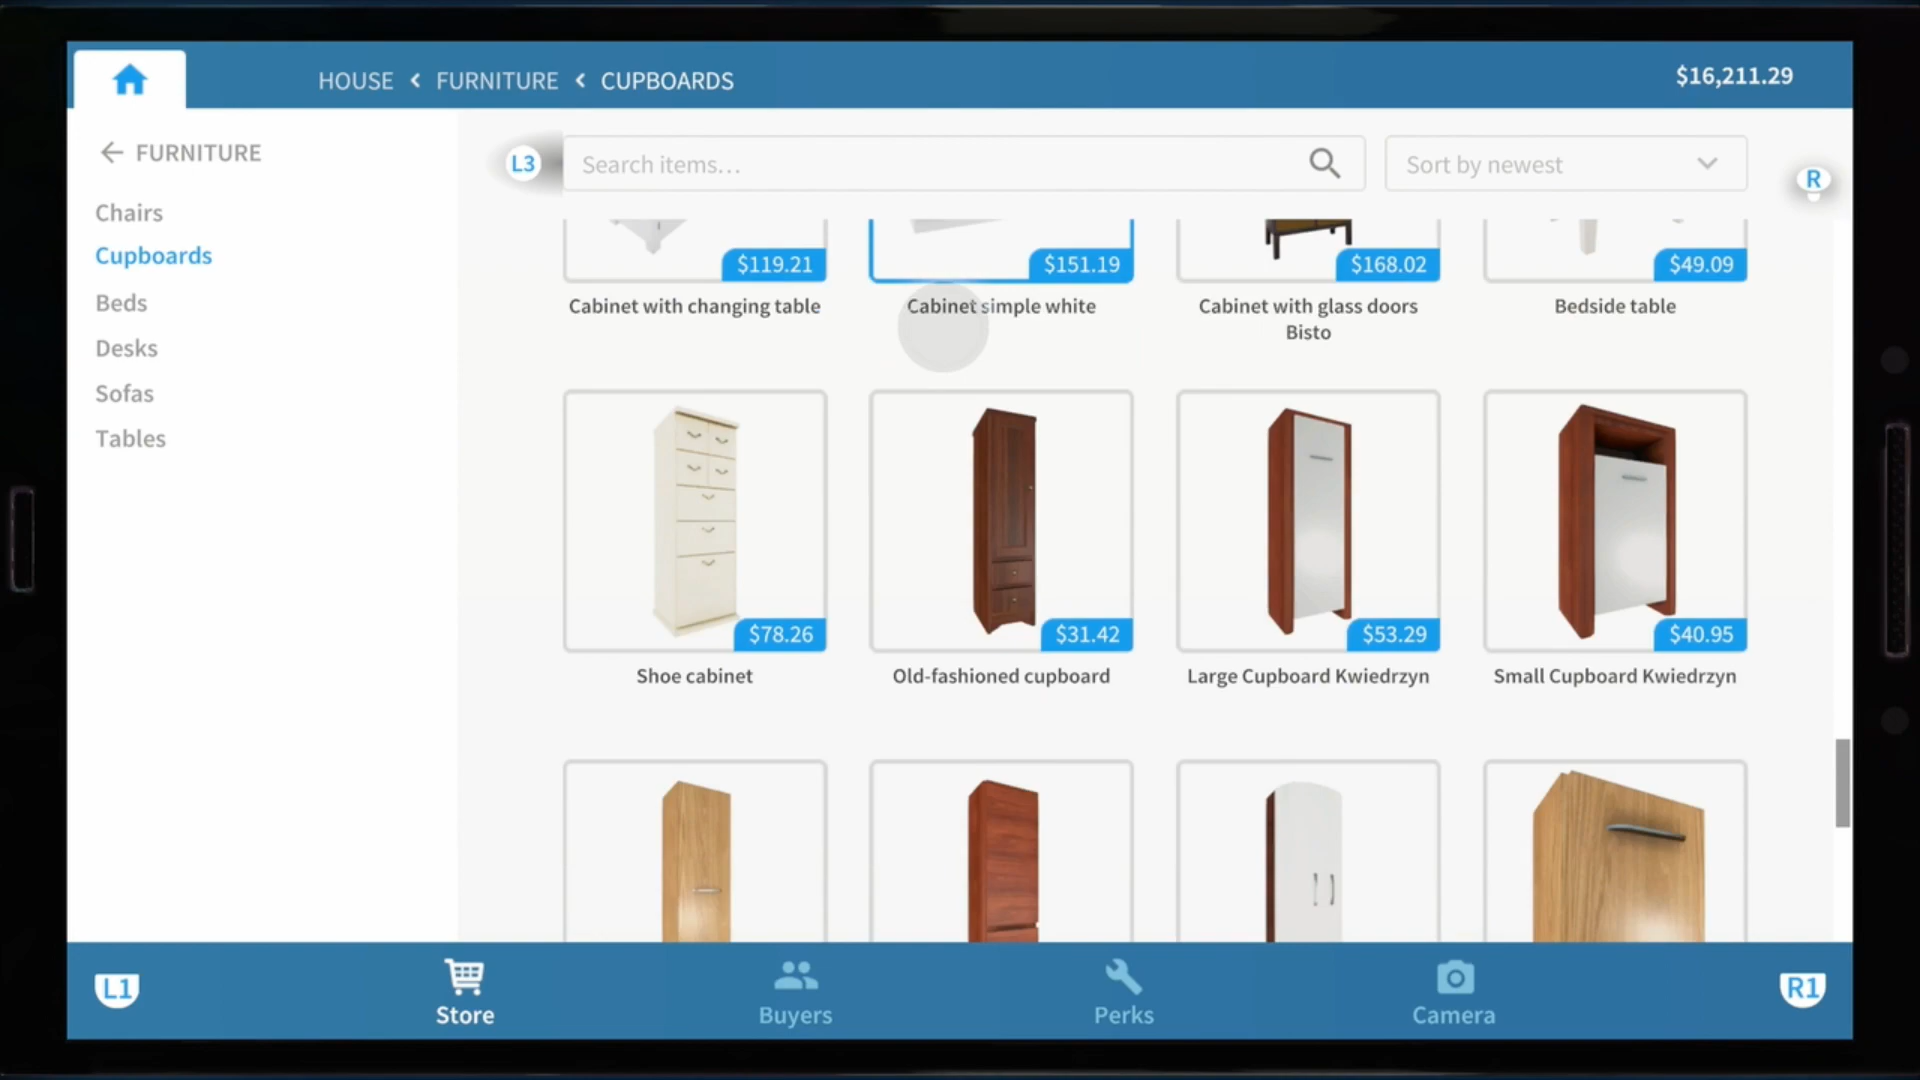 HOUSE < FURNITURE < CUPBOARDS
$16,211.29
FURNITURE
L3
Search items...
Sort by newest
R
Chairs
Cupboards
Beds
Desks
Sofas
Tables
$119.21
$151.19
$168.02
$49.09
Cabinet with changing table
Cabinet simple white
Cabinet with glass doors
Bisto
Bedside table
$78.26
$31.42
$53.29
$40.95
Shoe cabinet
Old-fashioned cupboard
Large Cupboard Kwiedrzyn
Small Cupboard Kwiedrzyn
L1
Store
Buyers
Perks
Camera
R1